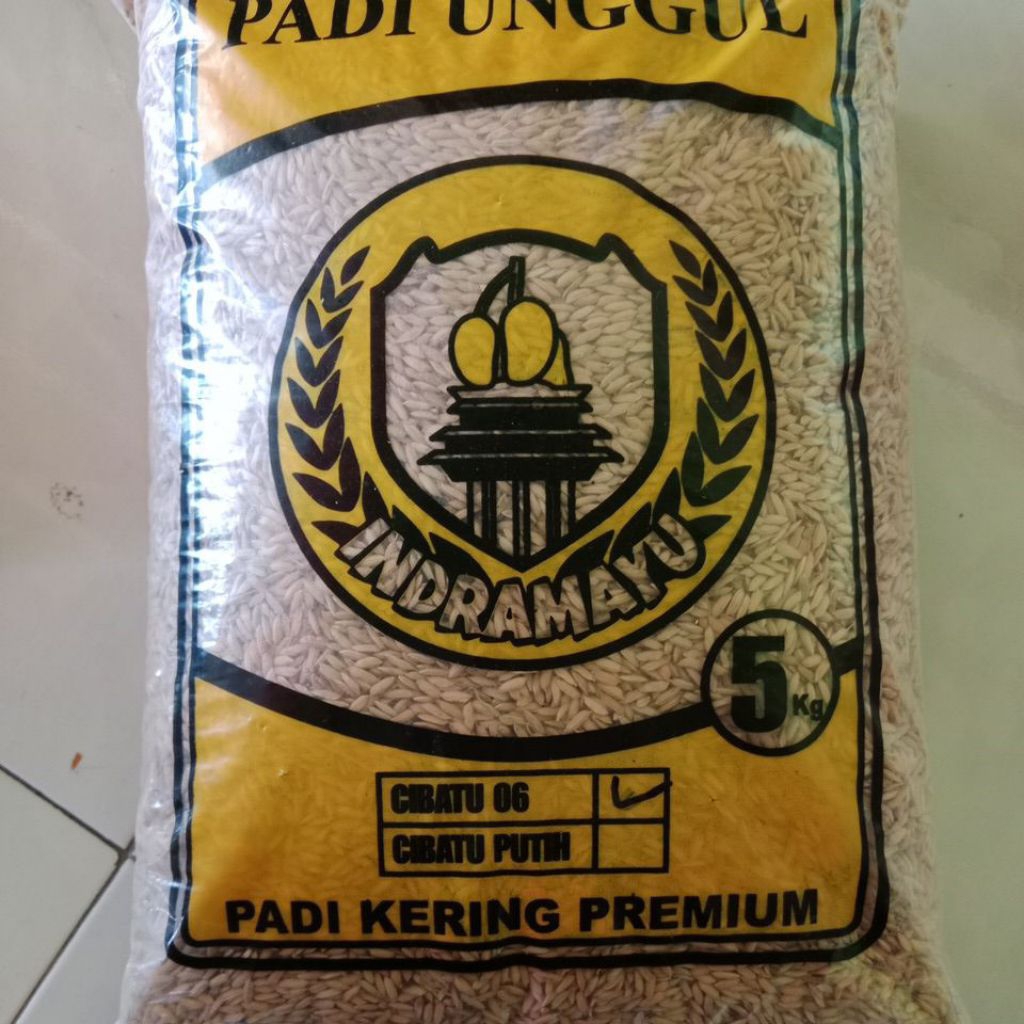 PADI UNGGUL
INDRAMAYU
5 Kg
CIBATU 06
CIBATU PUTIH
PADI KERING PREMIUM